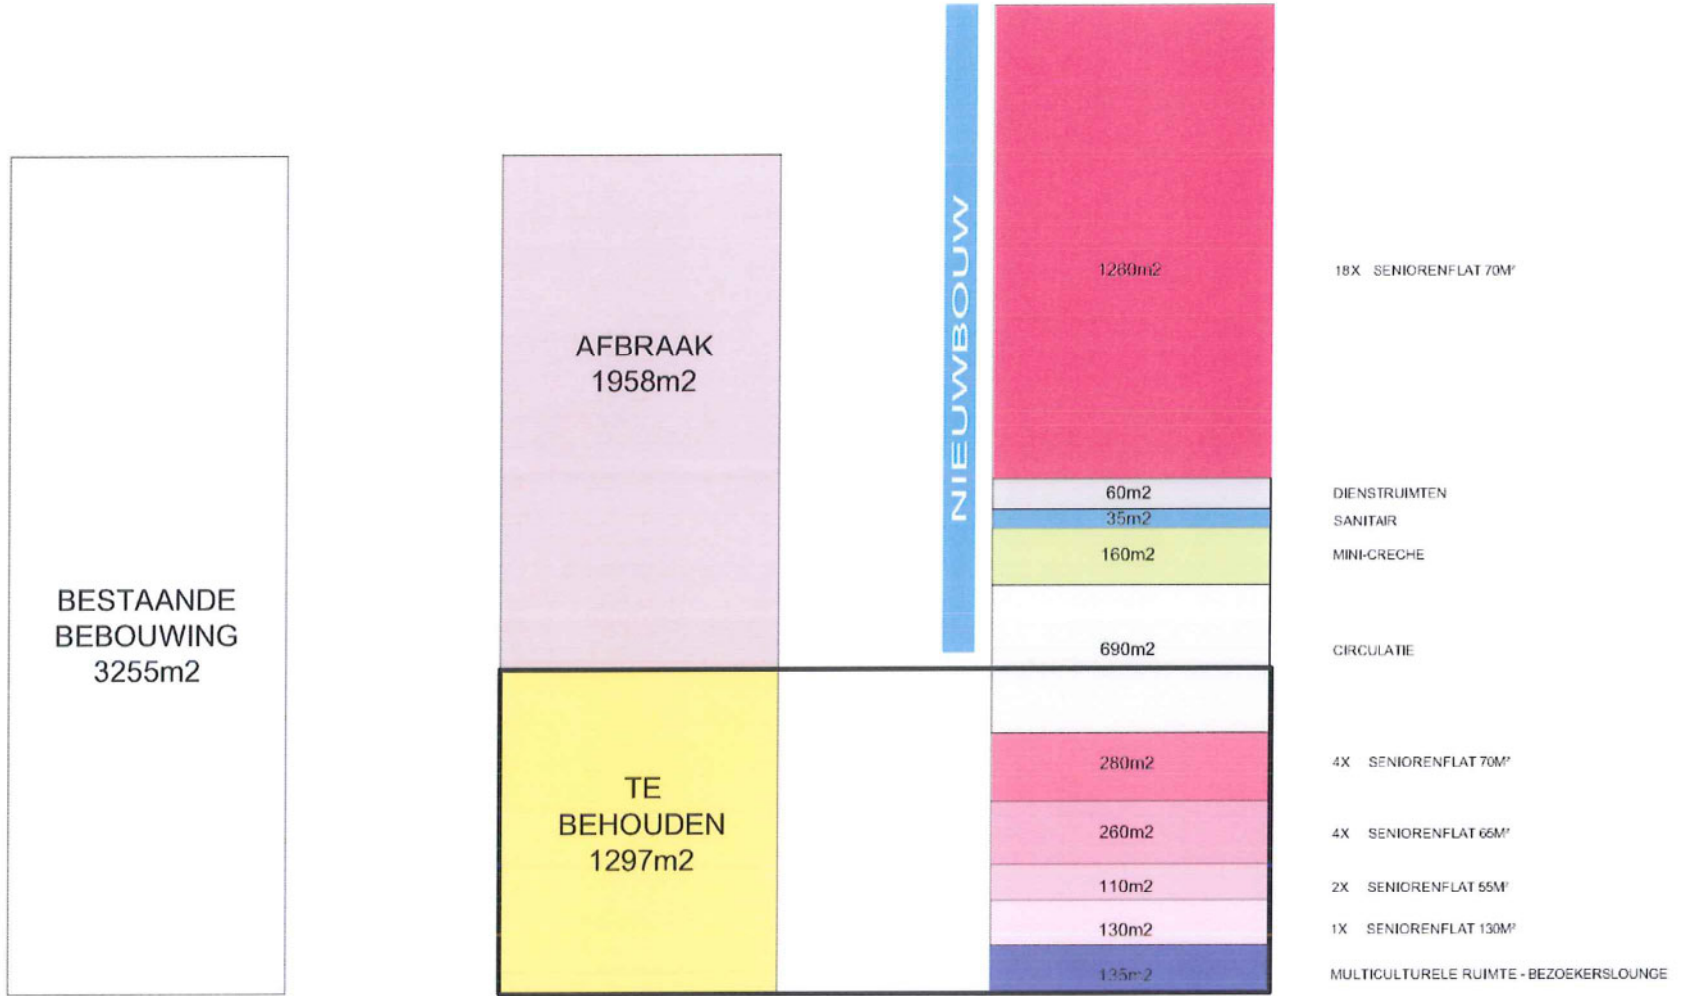 BESTAANDE
BEBOUWING
3255m2
AFBRAAK
1958m2
TE
BEHOUDEN
1297m2
NIEUWBOUW
1260m2 18X SENIORENFLAT 70M²
60m2 DIENSTRUIMTEN
35m2 SANITAIR
160m2 MINI-CRECHE
690m2 CIRCULATIE
280m2 4X SENIORENFLAT 70M²
260m2 4X SENIORENFLAT 65M²
110m2 2X SENIORENFLAT 55M²
130m2 1X SENIORENFLAT 130M²
135m2 MULTICULTURELE RUIMTE - BEZOEKERSLOUNGE